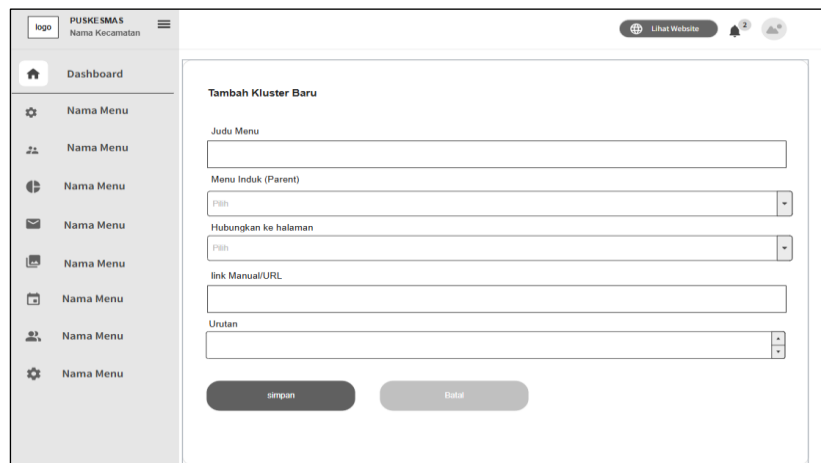 logo
PUSKESMAS
Nama Kecamatan
Lihat Website
2
Dashboard
Nama Menu
Nama Menu
Nama Menu
Nama Menu
Nama Menu
Nama Menu
Nama Menu
Nama Menu
Tambah Kluster Baru
Judu Menu
Menu Induk (Parent)
Pilih
Hubungkan ke halaman
Pilih
link Manual/URL
Urutan
simpan
Batal